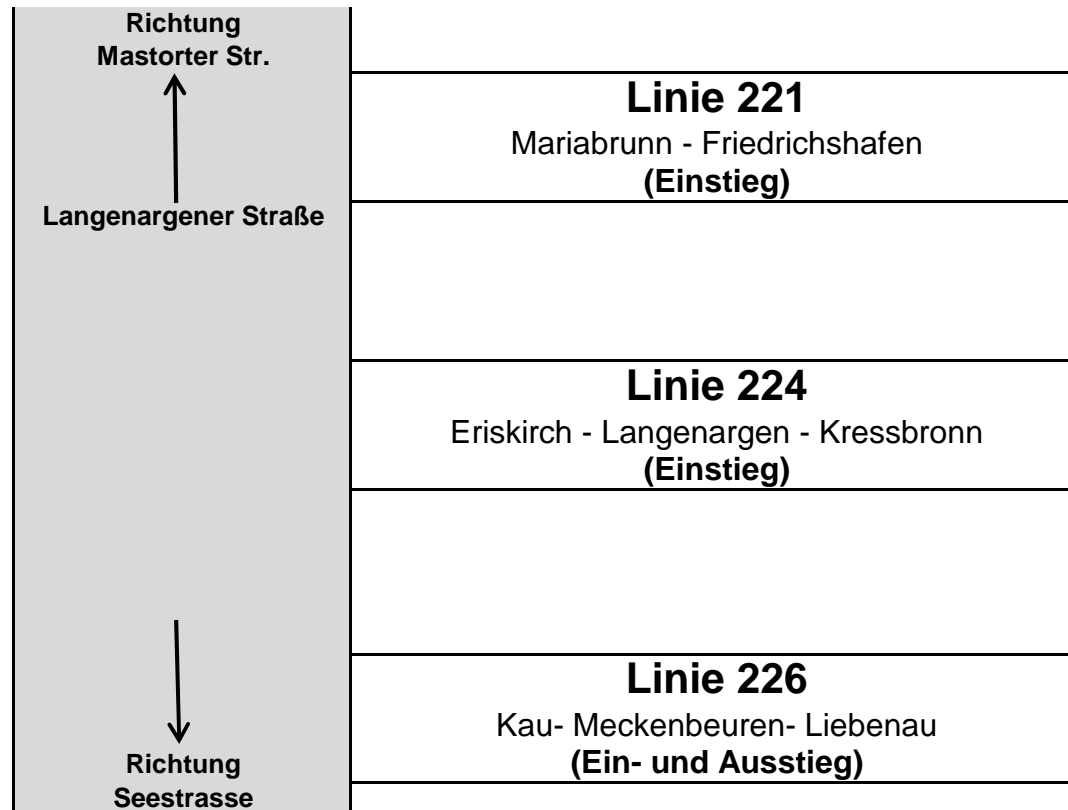 Richtung
Mastorter Str.
Linie 221
Mariabrunn - Friedrichshafen
(Einstieg)
Langenargener Straße
Linie 224
Eriskirch - Langenargen - Kressbronn
(Einstieg)
Linie 226
Kau- Meckenbeuren- Liebenau
(Ein- und Ausstieg)
Richtung
Seestrasse